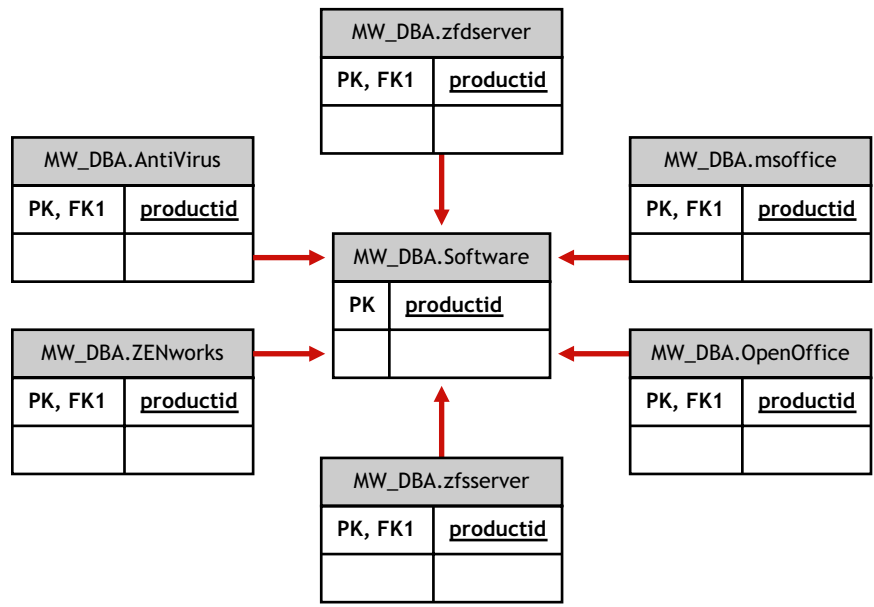 MW_DBA.zfdserver
PK, FK1 productid
MW_DBA.AntiVirus
PK, FK1 productid
MW_DBA.msoffice
PK, FK1 productid
MW_DBA.Software
PK productid
MW_DBA.ZENworks
PK, FK1 productid
MW_DBA.OpenOffice
PK, FK1 productid
MW_DBA.zfsserver
PK, FK1 productid